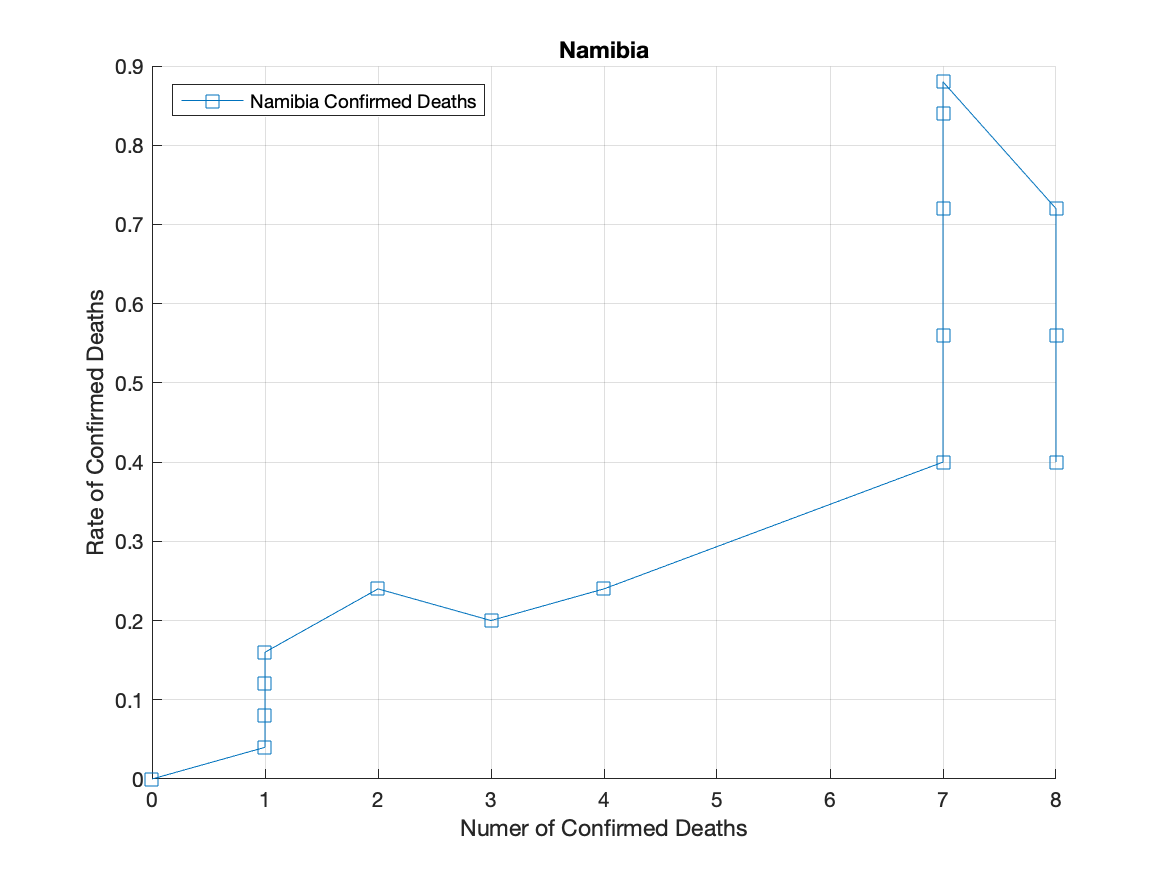 Namibia
Namibia Confirmed Deaths
Rate of Confirmed Deaths
0.9
0.8
0.7
0.6
0.5
0.4
0.3
0.2
0.1
0
0 1 2 3 4 5 6 7 8
Numer of Confirmed Deaths